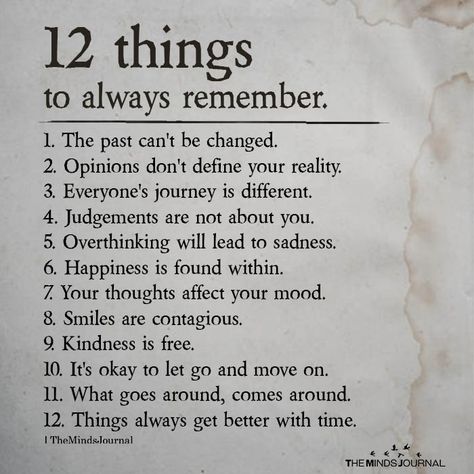 12 things
to always remember.
1. The past can't be changed.
2. Opinions don't define your reality.
3. Everyone's journey is different.
4. Judgements are not about you.
5. Overthinking will lead to sadness.
6. Happiness is found within.
7. Your thoughts affect your mood.
8. Smiles are contagious.
9. Kindness is free.
10. It's okay to let go and move on.
11. What goes around, comes around.
12. Things always get better with time.
| TheMindsJournal
THEMINDSJOURNAL